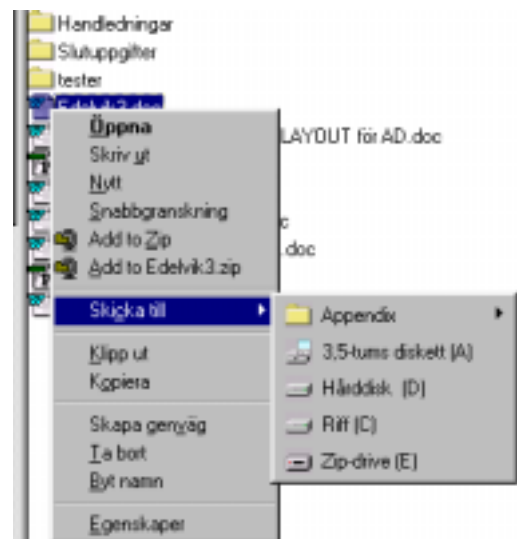 Handledningar
Slutuppgifter
tester
Edelvik3.doc
Öppna
LAYOUT för AD.doc
Skriv ut
Nytt
Snabbgranskning
c
Add to Zip
.doc
Add to Edelvik3.zip
Skicka till
Appendix
3,5-tums diskett (A)
Klipp ut
Hårddisk (D)
Kopiera
Riff (C)
Skapa genväg
Zip-drive (E)
Ta bort
Byt namn
Egenskaper